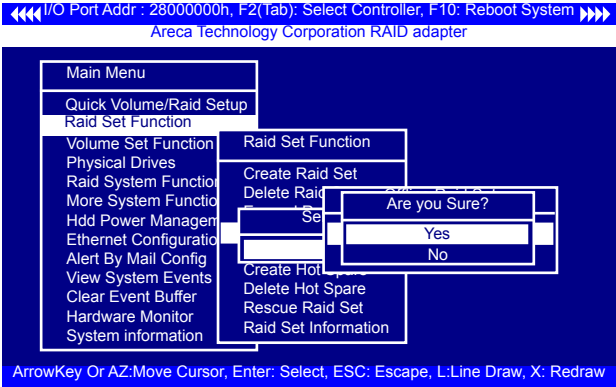 I/O Port Addr : 28000000h, F2(Tab): Select Controller, F10: Reboot System
Areca Technology Corporation RAID adapter
Main Menu
Quick Volume/Raid Setup
Raid Set Function
Volume Set Function
Physical Drives
Raid System Function
More System Functio
Hdd Power Managem
Ethernet Configuratio
Alert By Mail Config
View System Events
Clear Event Buffer
Hardware Monitor
System information
Raid Set Function
Create Raid Set
Delete Raid
Se
Create Hot Spare
Delete Hot Spare
Rescue Raid Set
Raid Set Information
Are you Sure?
Yes
No
ArrowKey Or AZ:Move Cursor, Enter: Select, ESC: Escape, L:Line Draw, X: Redraw